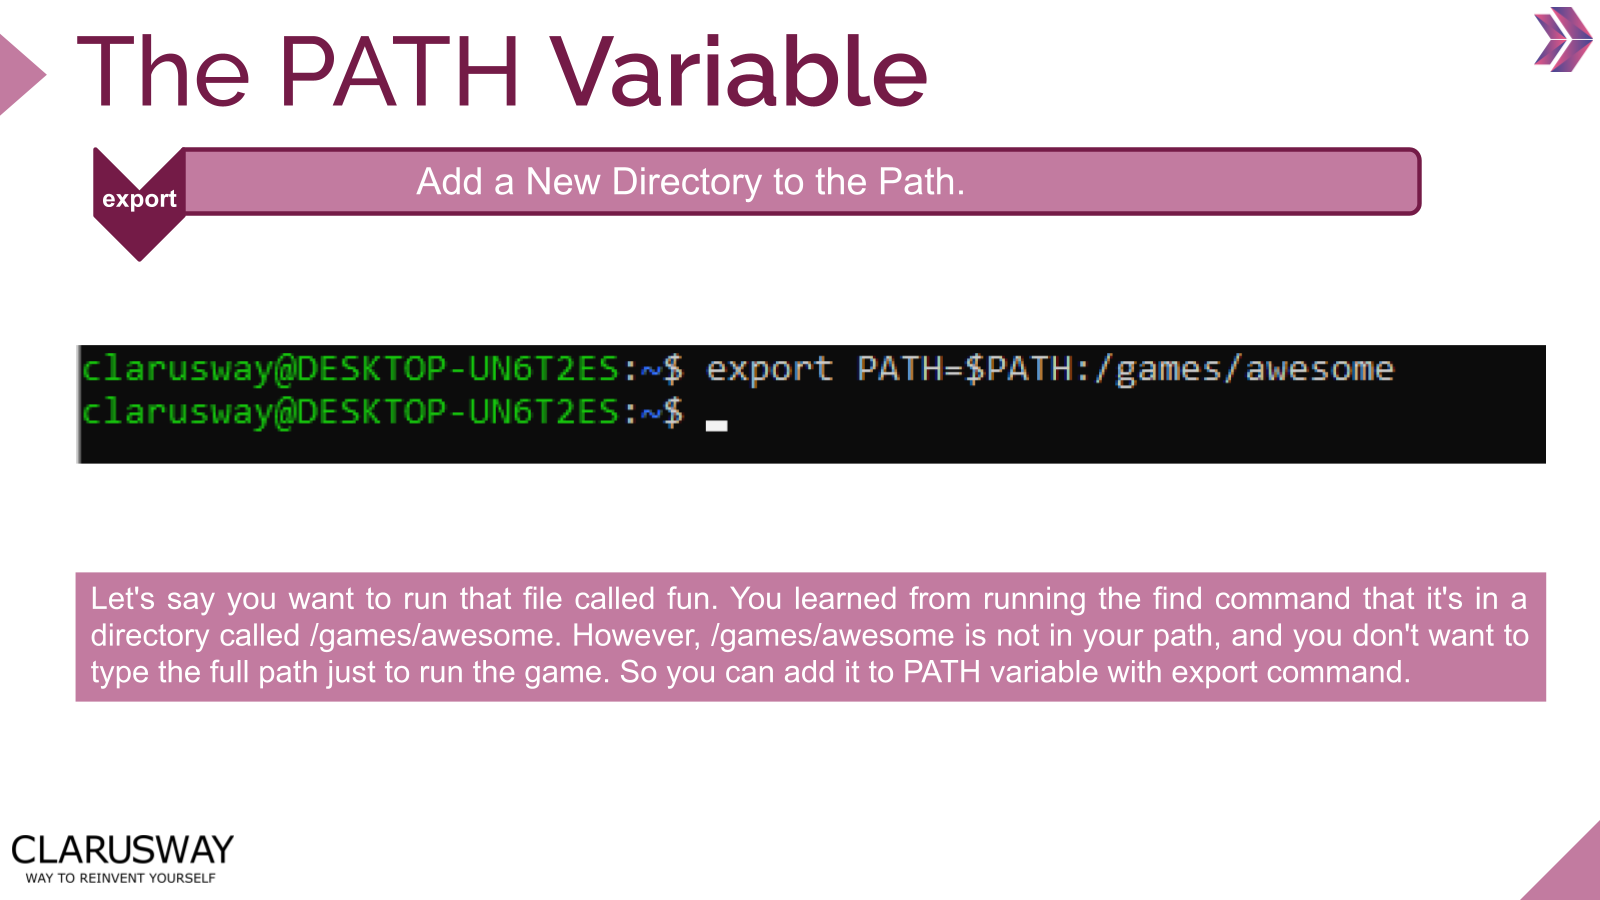 The PATH Variable
export
Add a New Directory to the Path.
clarusway@DESKTOP-UN6T2ES:~$ export PATH=$PATH:/games/awesome
clarusway@DESKTOP-UN6T2ES:~$
Let's say you want to run that file called fun. You learned from running the find command that it's in a
directory called /games/awesome. However, /games/awesome is not in your path, and you don't want to
type the full path just to run the game. So you can add it to PATH variable with export command.
CLARUSWAY
WAY TO REINVENT YOURSELF